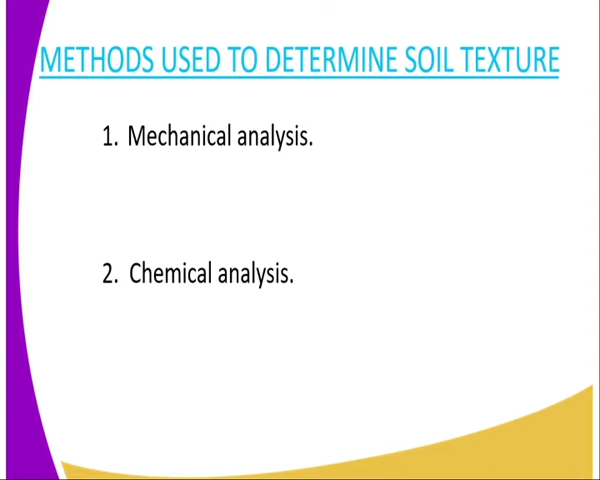 METHODS USED TO DETERMINE SOIL TEXTURE
1. Mechanical analysis.
2. Chemical analysis.